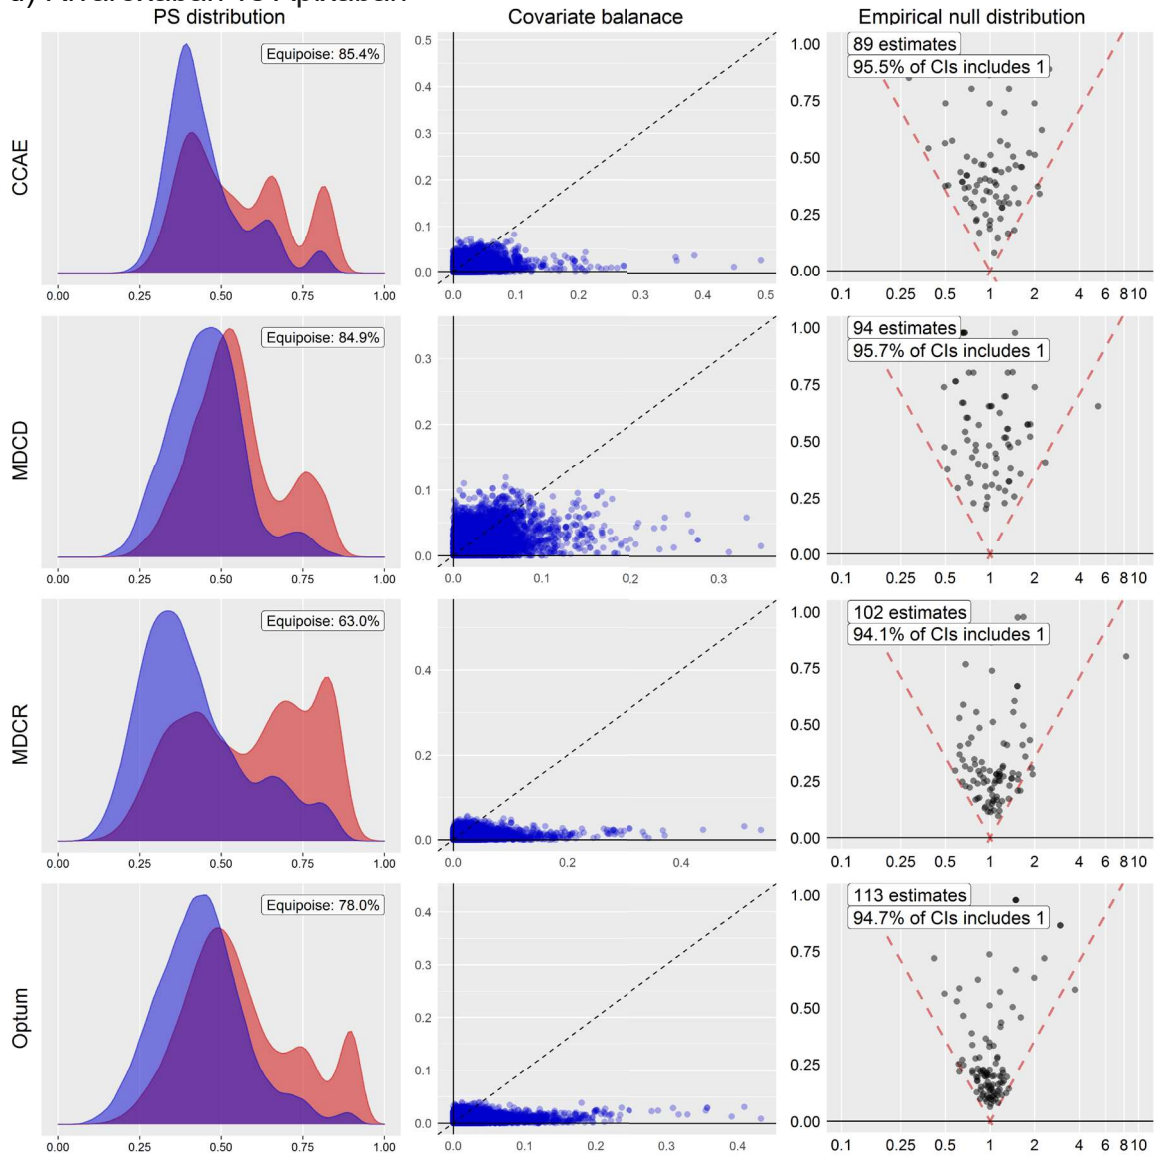 PS distribution
Covariate balanace
Empirical null distribution
CCAE
Equipoise: 85.4%
0.00 0.25 0.50 0.75 1.00
0.5
0.4
0.3
0.2
0.1
0.0
0.0 0.1 0.2 0.3 0.4 0.5
89 estimates
95.5% of CIs includes 1
1.00
0.75
0.50
0.25
0.00
0.1 0.25 0.5 1 2 4 6 8 10
MDCD
Equipoise: 84.9%
0.00 0.25 0.50 0.75 1.00
0.3
0.2
0.1
0.0
0.0 0.1 0.2 0.3
94 estimates
95.7% of CIs includes 1
1.00
0.75
0.50
0.25
0.00
0.1 0.25 0.5 1 2 4 6 8 10
MDCR
Equipoise: 63.0%
0.00 0.25 0.50 0.75 1.00
0.4
0.2
0.0
0.0 0.2 0.4
102 estimates
94.1% of CIs includes 1
1.00
0.75
0.50
0.25
0.00
0.1 0.25 0.5 1 2 4 6 8 10
Optum
Equipoise: 78.0%
0.00 0.25 0.50 0.75 1.00
0.4
0.3
0.2
0.1
0.0
0.0 0.1 0.2 0.3 0.4
113 estimates
94.7% of CIs includes 1
1.00
0.75
0.50
0.25
0.00
0.1 0.25 0.5 1 2 4 6 8 10